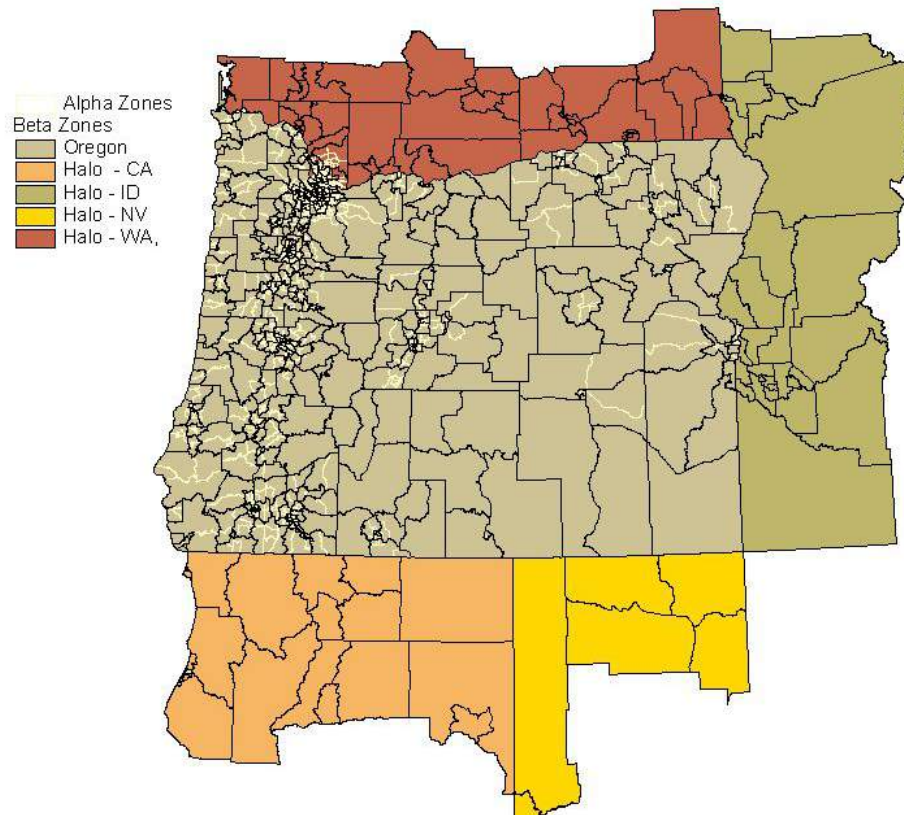 Alpha Zones
Beta Zones
Oregon
Halo - CA
Halo - ID
Halo - NV
Halo - WA,